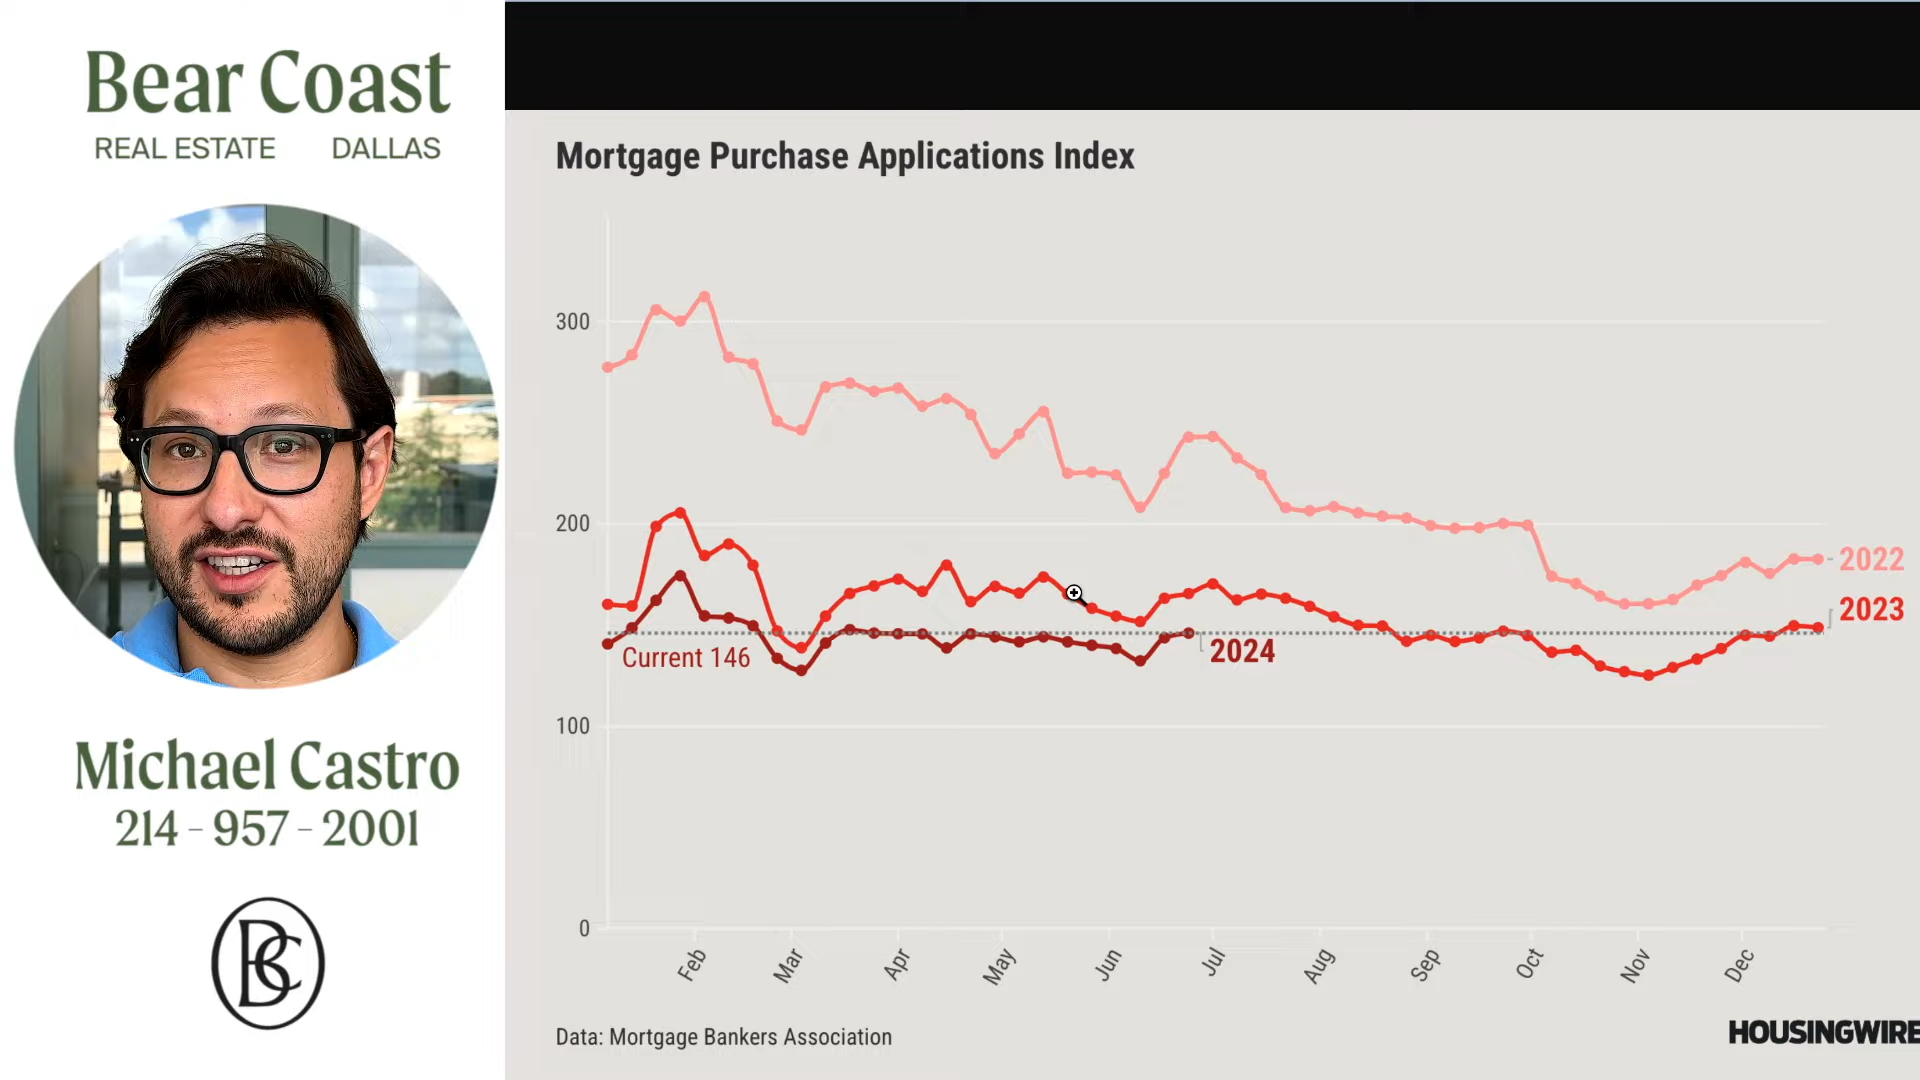 Bear Coast
REAL ESTATE DALLAS
Michael Castro
214 - 957 - 2001
BC
Mortgage Purchase Applications Index
300
200
100
0
2022
2023
2024
Current 146
Feb
Mar
Apr
May
Jun
Jul
Aug
Sep
Oct
Nov
Dec
Data: Mortgage Bankers Association
HOUSINGWIRE